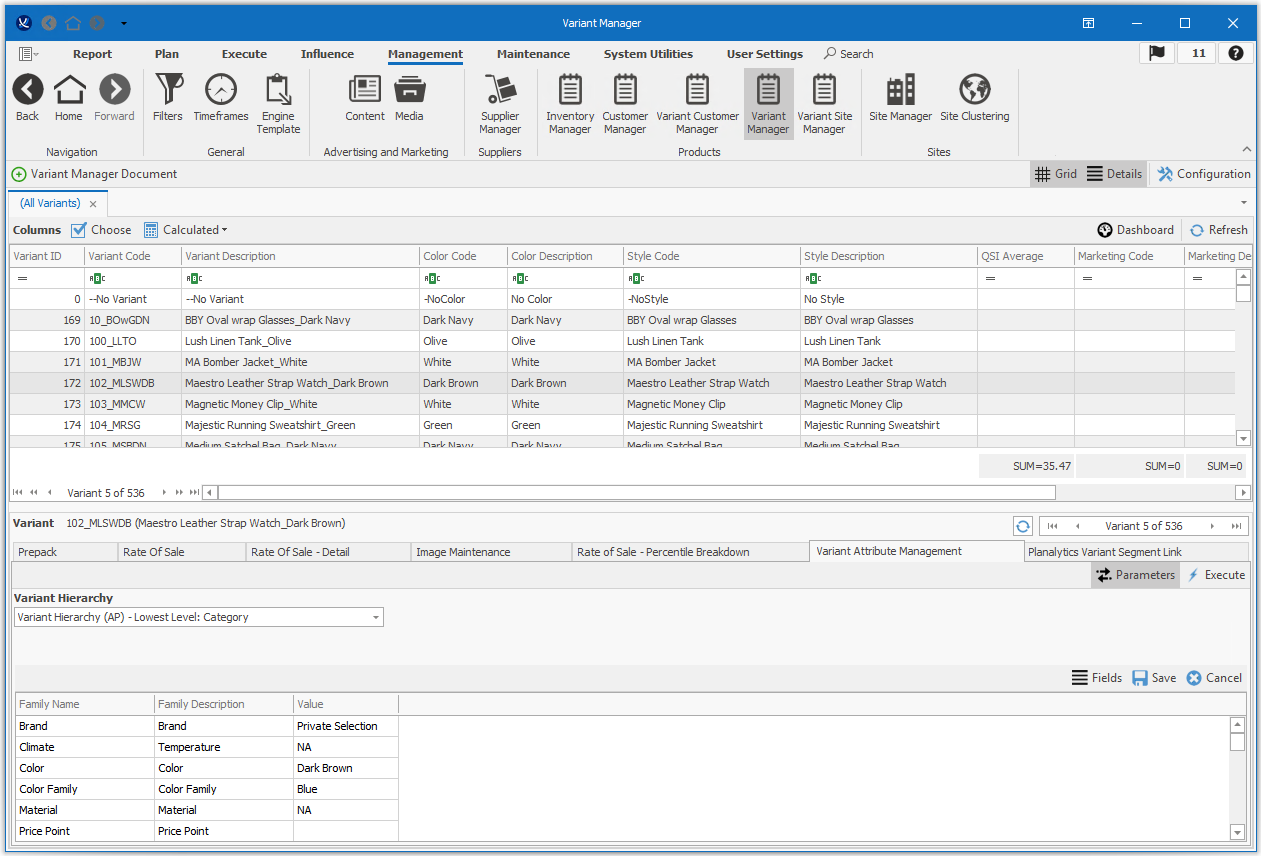 Variant Manager
Report Plan Execute Influence Management Maintenance System Utilities User Settings Search 11 ?
Back Home Forward Filters Timeframes Engine Template Content Media Supplier Manager Inventory Manager Customer Manager Variant Customer Manager Variant Manager Variant Site Manager Site Manager Site Clustering
Navigation General Advertising and Marketing Suppliers Products Sites
Variant Manager Document Grid Details Configuration
(All Variants)
Columns Choose Calculated Dashboard Refresh
Variant ID Variant Code Variant Description Color Code Color Description Style Code Style Description QSI Average Marketing Code Marketing De
= ABC ABC ABC ABC ABC ABC = = =
0 --No Variant --No Variant -NoColor No Color -NoStyle No Style
169 10_BOwGDN BBY Oval wrap Glasses_Dark Navy Dark Navy Dark Navy BBY Oval wrap Glasses BBY Oval wrap Glasses
170 100_LLTO Lush Linen Tank_Olive Olive Olive Lush Linen Tank Lush Linen Tank
171 101_MBJW MA Bomber Jacket_White White White MA Bomber Jacket MA Bomber Jacket
172 102_MLSWDB Maestro Leather Strap Watch_Dark Brown Dark Brown Dark Brown Maestro Leather Strap Watch Maestro Leather Strap Watch
173 103_MMCW Magnetic Money Clip_White White White Magnetic Money Clip Magnetic Money Clip
174 104_MRSG Majestic Running Sweatshirt_Green Green Green Majestic Running Sweatshirt Majestic Running Sweatshirt
175 105_MSBDN Medium Satchel Bag_Dark Navy Dark Navy Dark Navy Medium Satchel Bag Medium Satchel Bag
SUM=35.47 SUM=0 SUM=0
Variant 5 of 536
Variant 102_MLSWDB (Maestro Leather Strap Watch_Dark Brown) Variant 5 of 536
Prepack Rate Of Sale Rate Of Sale - Detail Image Maintenance Rate of Sale - Percentile Breakdown Variant Attribute Management Planalytics Variant Segment Link
Parameters Execute
Variant Hierarchy
Variant Hierarchy (AP) - Lowest Level: Category
Fields Save Cancel
Family Name Family Description Value
Brand Brand Private Selection
Climate Temperature NA
Color Color Dark Brown
Color Family Color Family Blue
Material Material NA
Price Point Price Point